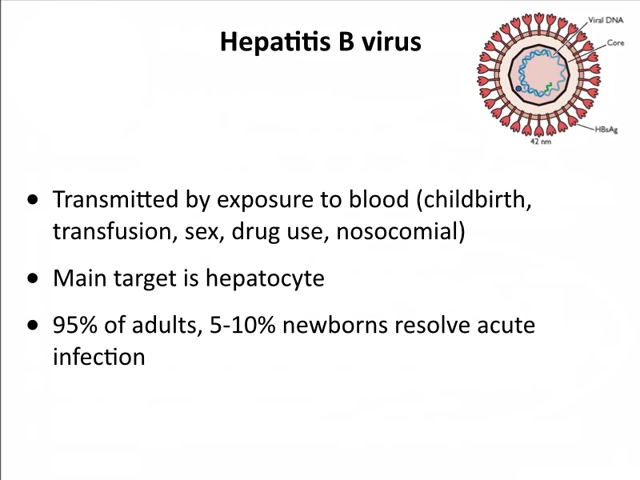 Hepatitis B virus
Viral DNA
Core
HBsAg
42 nm
• Transmitted by exposure to blood (childbirth,
transfusion, sex, drug use, nosocomial)
• Main target is hepatocyte
• 95% of adults, 5-10% newborns resolve acute
infection